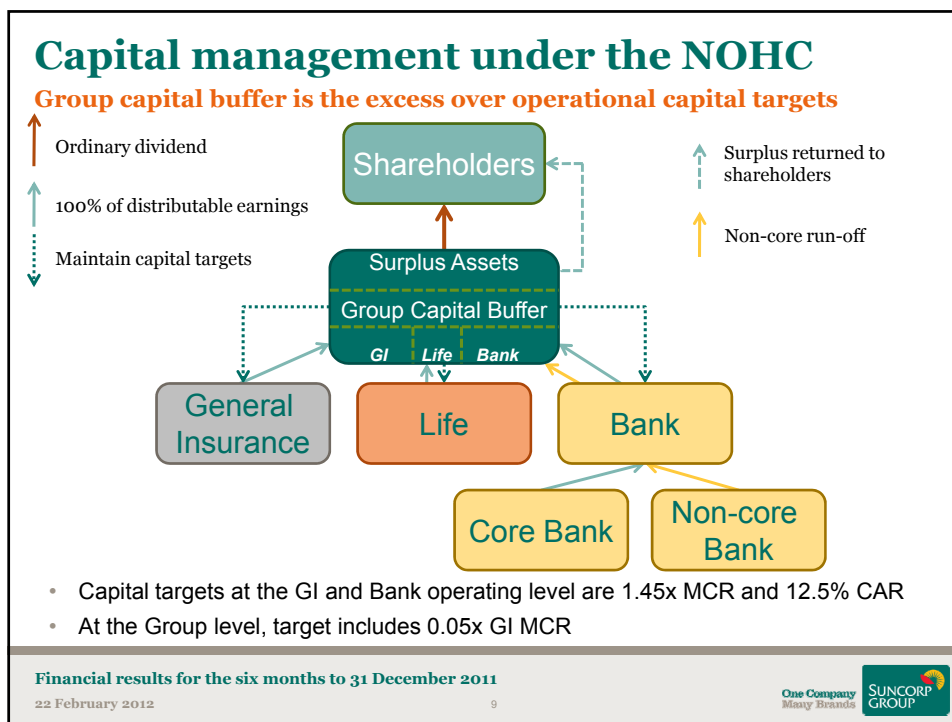 Capital management under the NOHC
Group capital buffer is the excess over operational capital targets
Ordinary dividend
100% of distributable earnings
Maintain capital targets
Shareholders
Surplus returned to
shareholders
Non-core run-off
Surplus Assets
Group Capital Buffer
GI Life Bank
General
Insurance
Life
Bank
Core Bank
Non-core
Bank
• Capital targets at the GI and Bank operating level are 1.45x MCR and 12.5% CAR
• At the Group level, target includes 0.05x GI MCR
Financial results for the six months to 31 December 2011
22 February 2012
9
One Company
Many Brands
SUNCORP
GROUP